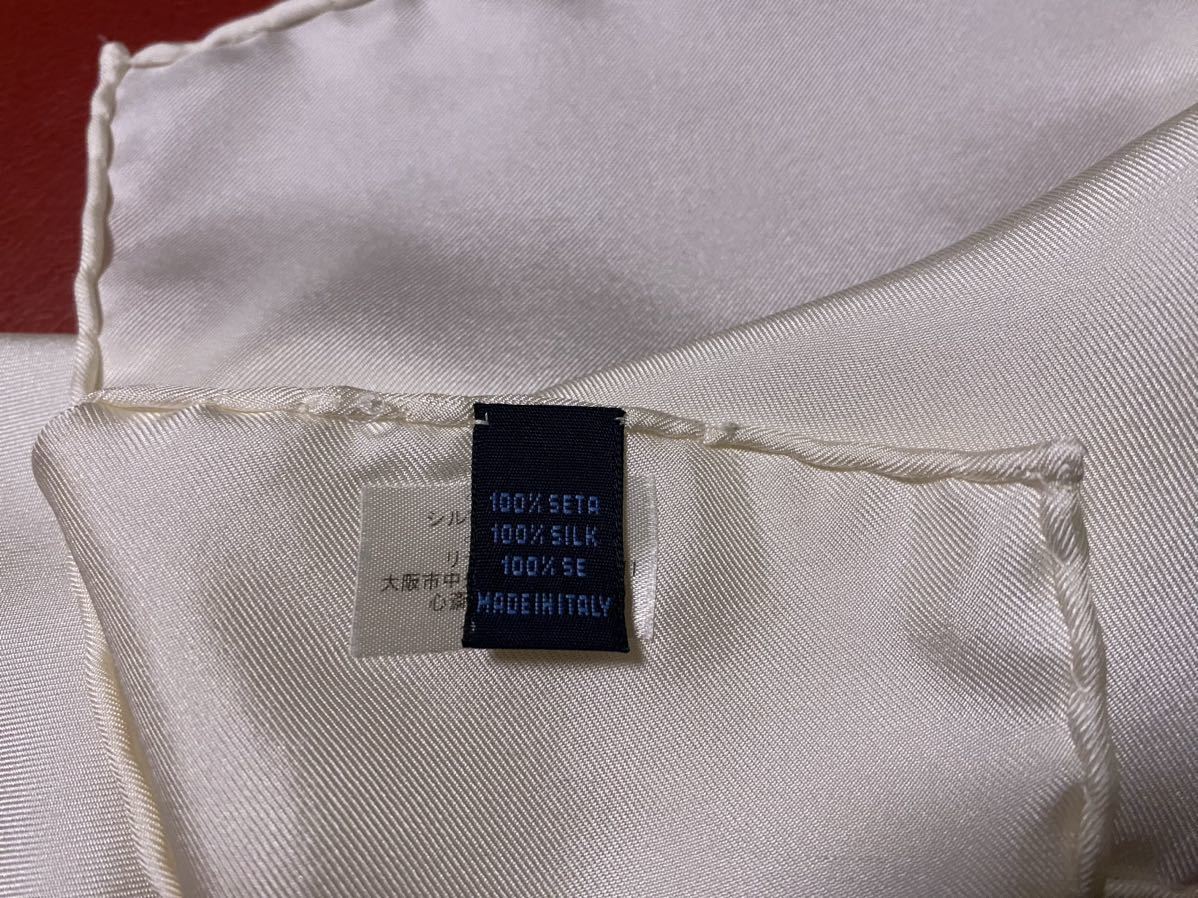 100% SETA
100% SILK
100% SE
MADE IN ITALY
シル
リ
大阪市中
心斎